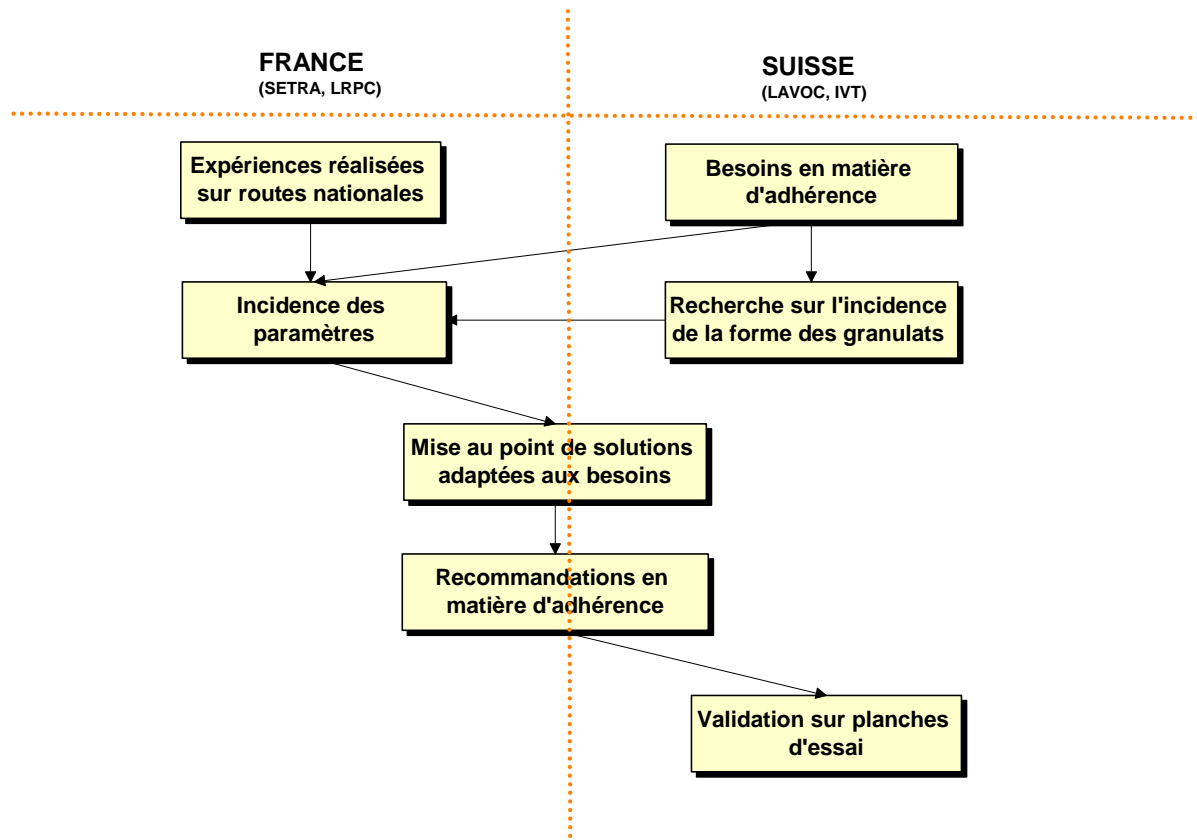 FRANCE
(SETRA, LRPC)
SUISSE
(LAVOC, IVT)
Expériences réalisées
sur routes nationales
Besoins en matière
d'adhérence
Incidence des
paramètres
Recherche sur l'incidence
de la forme des granulats
Mise au point de solutions
adaptées aux besoins
Recommandations en
matière d'adhérence
Validation sur planches
d'essai